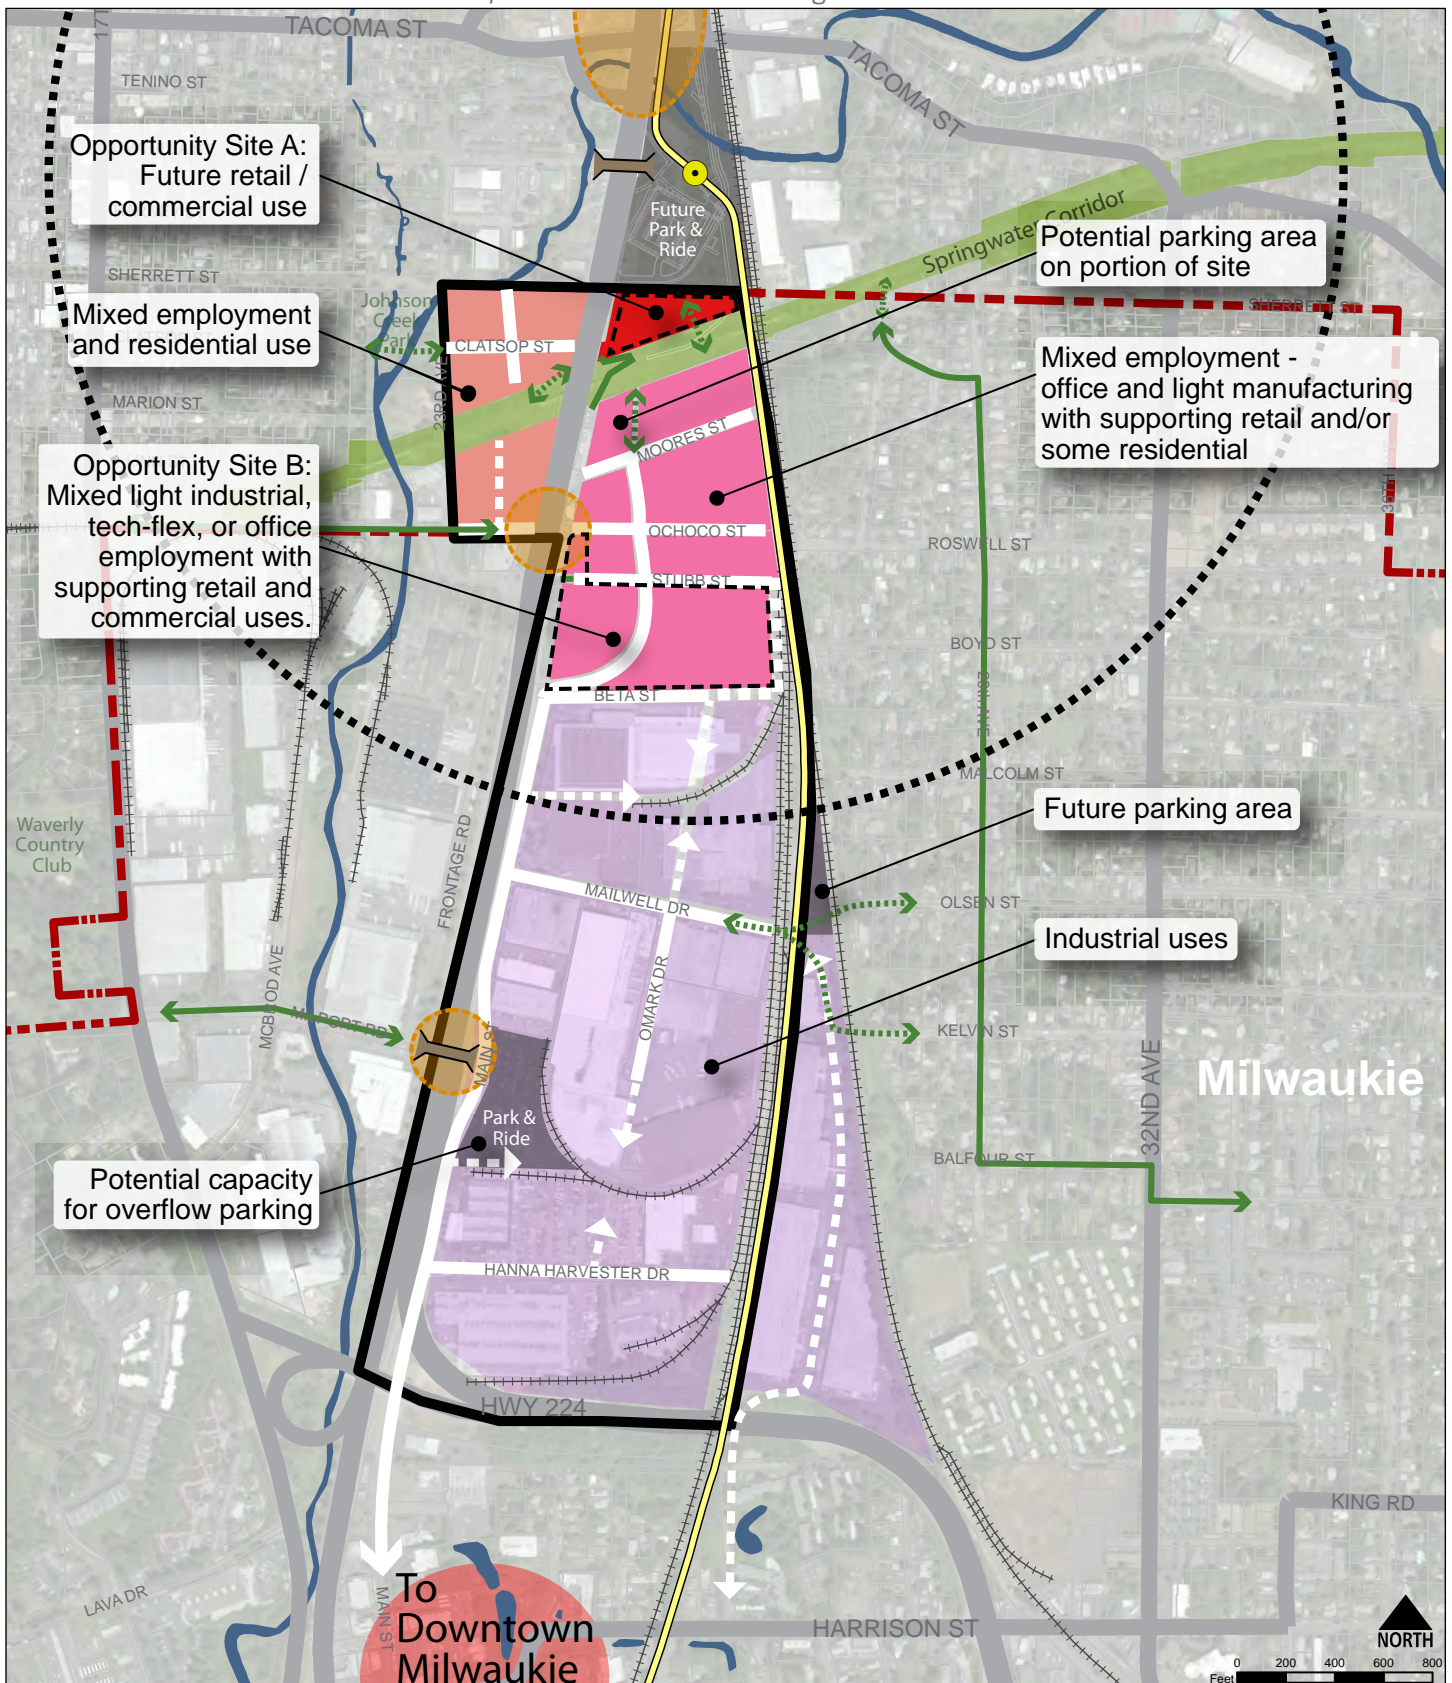 TACOMA ST
17T
TENINO ST
TACOMA ST
Opportunity Site A:
Future retail /
commercial use
Future
Park &
Ride
Springwater Corridor
Potential parking area
on portion of site
SHERRETT ST
SHERRETT ST
Johnson
Creek
Park
Mixed employment
and residential use
CLATSOP ST
23RD AVE
MARION ST
Mixed employment -
office and light manufacturing
with supporting retail and/or
some residential
MOORES ST
Opportunity Site B:
Mixed light industrial,
tech-flex, or office
employment with
supporting retail and
commercial uses.
OCHOCO ST
ROSWELL ST
STUBB ST
BOYD ST
BETA ST
MALCOLM ST
Waverly
Country
Club
FRONTAGE RD
Future parking area
MAILWELL DR
OLSEN ST
Industrial uses
OMARK DR
MCBROD AVE
MAIN ST
KELVIN ST
Milwaukie
32ND AVE
Park &
Ride
BALFOUR ST
Potential capacity
for overflow parking
HANNA HARVESTER DR
HWY 224
KING RD
LAVA DR
MAIN ST
To
Downtown
Milwaukie
HARRISON ST
NORTH
0 200 400 600 800
Feet